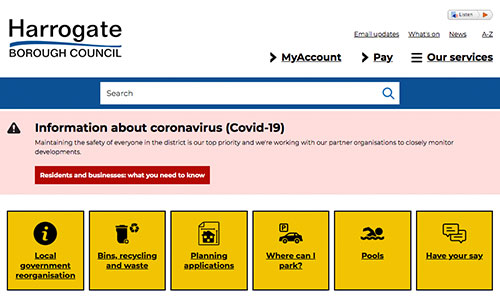 Harrogate
BOROUGH COUNCIL
Listen
Email updates What's on News A-Z
MyAccount Pay Our services
Search
Information about coronavirus (Covid-19)
Maintaining the safety of everyone in the district is our top priority and we're working with our partner organisations to closely monitor
developments.
Residents and businesses: what you need to know
P
Local
government
reorganisation
Bins, recycling
and waste
Planning
applications
Where can I
park?
Pools
Have your say